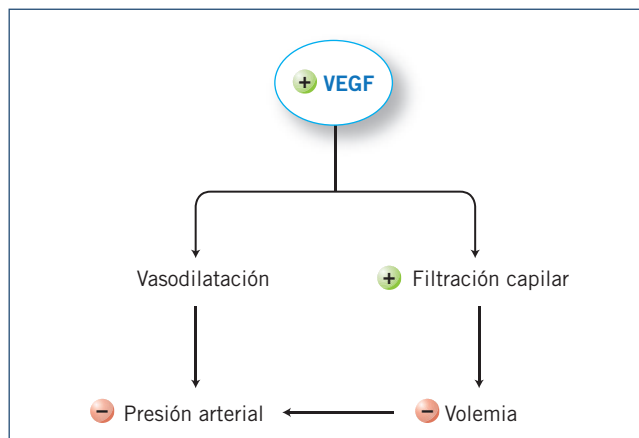 + VEGF
Vasodilatación
+ Filtración capilar
− Presión arterial
− Volemia